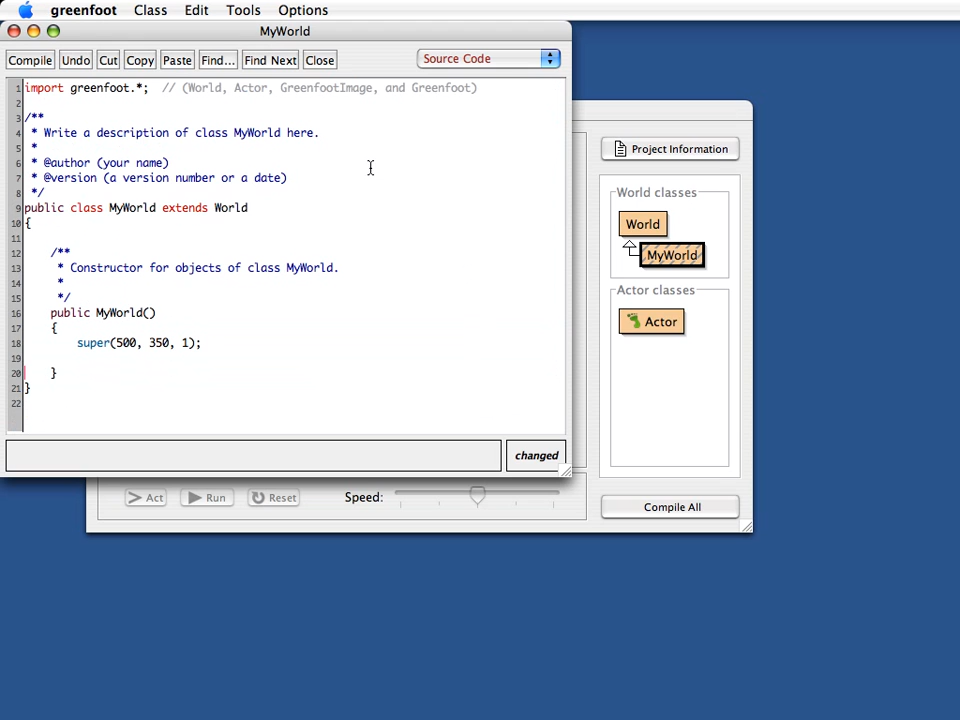 greenfoot Class Edit Tools Options
MyWorld
Compile Undo Cut Copy Paste Find... Find Next Close Source Code
1 import greenfoot.*;  // (World, Actor, GreenfootImage, and Greenfoot)
2
3 /**
4  * Write a description of class MyWorld here.
5  *
6  * @author (your name)
7  * @version (a version number or a date)
8  */
9 public class MyWorld extends World
10 {
11
12     /**
13      * Constructor for objects of class MyWorld.
14      *
15      */
16     public MyWorld()
17     {
18         super(500, 350, 1);
19
20     }
21 }
22
changed
Project Information
World classes
World
MyWorld
Actor classes
Actor
Act Run Reset Speed:
Compile All